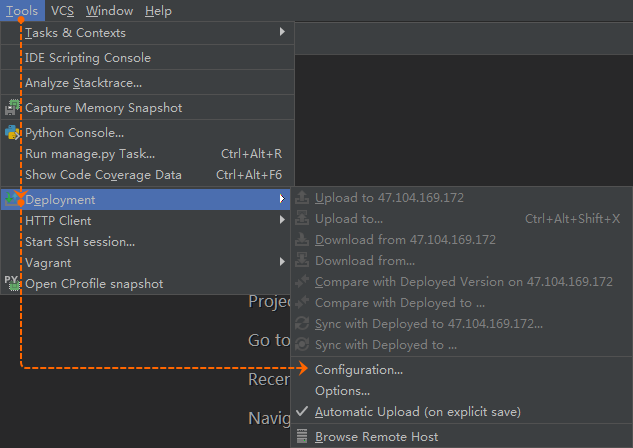 Tools VCS Window Help
Tasks & Contexts
IDE Scripting Console
Analyze Stacktrace...
Capture Memory Snapshot
Python Console...
Run manage.py Task... Ctrl+Alt+R
Show Code Coverage Data Ctrl+Alt+F6
Deployment
HTTP Client
Start SSH session...
Vagrant
PY Open CProfile snapshot
Upload to 47.104.169.172
Upload to... Ctrl+Alt+Shift+X
Download from 47.104.169.172
Download from...
Compare with Deployed Version on 47.104.169.172
Compare with Deployed to ...
Sync with Deployed to 47.104.169.172...
Sync with Deployed to ...
Configuration...
Options...
Automatic Upload (on explicit save)
Browse Remote Host
Projec
Go to
Recen
Navig